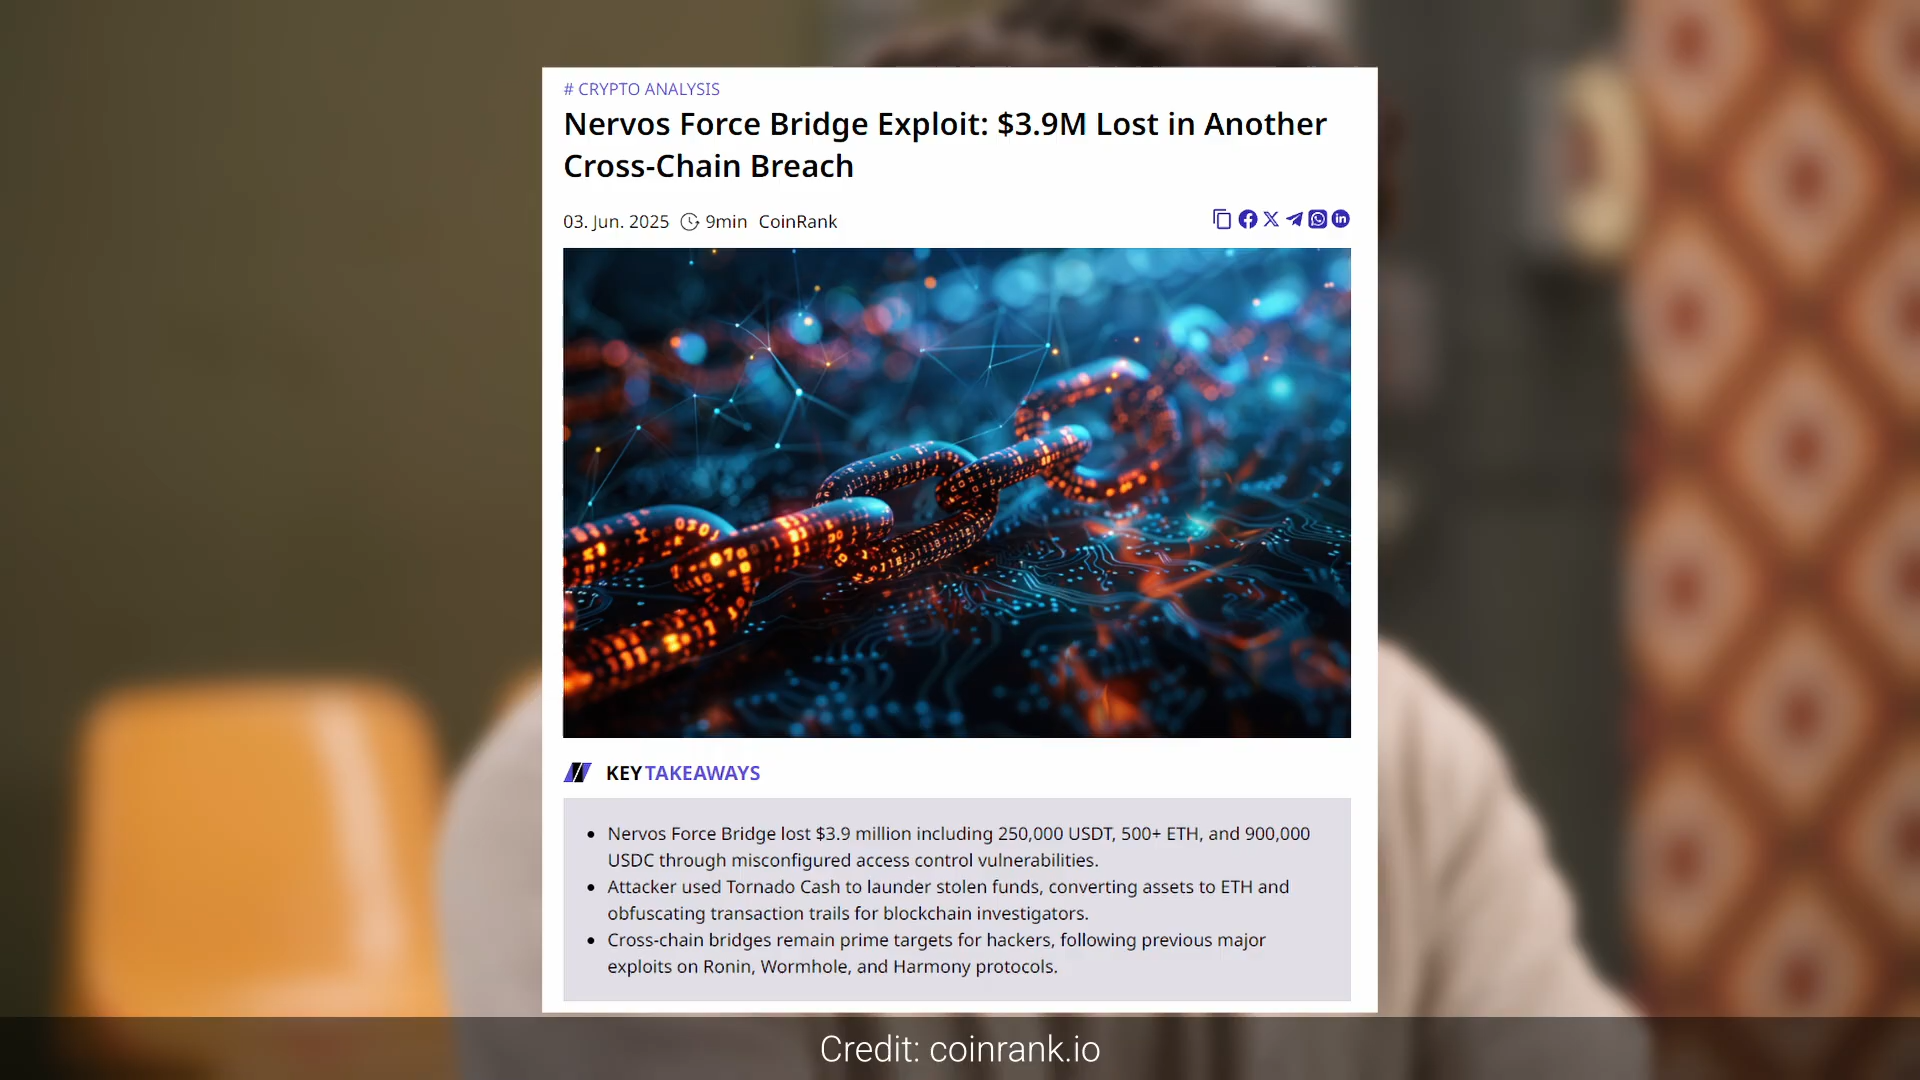 # CRYPTO ANALYSIS
Nervos Force Bridge Exploit: $3.9M Lost in Another
Cross-Chain Breach
03. Jun. 2025 9min CoinRank
KEY TAKEAWAYS
• Nervos Force Bridge lost $3.9 million including 250,000 USDT, 500+ ETH, and 900,000
USDC through misconfigured access control vulnerabilities.
• Attacker used Tornado Cash to launder stolen funds, converting assets to ETH and
obfuscating transaction trails for blockchain investigators.
• Cross-chain bridges remain prime targets for hackers, following previous major
exploits on Ronin, Wormhole, and Harmony protocols.
Credit: coinrank.io